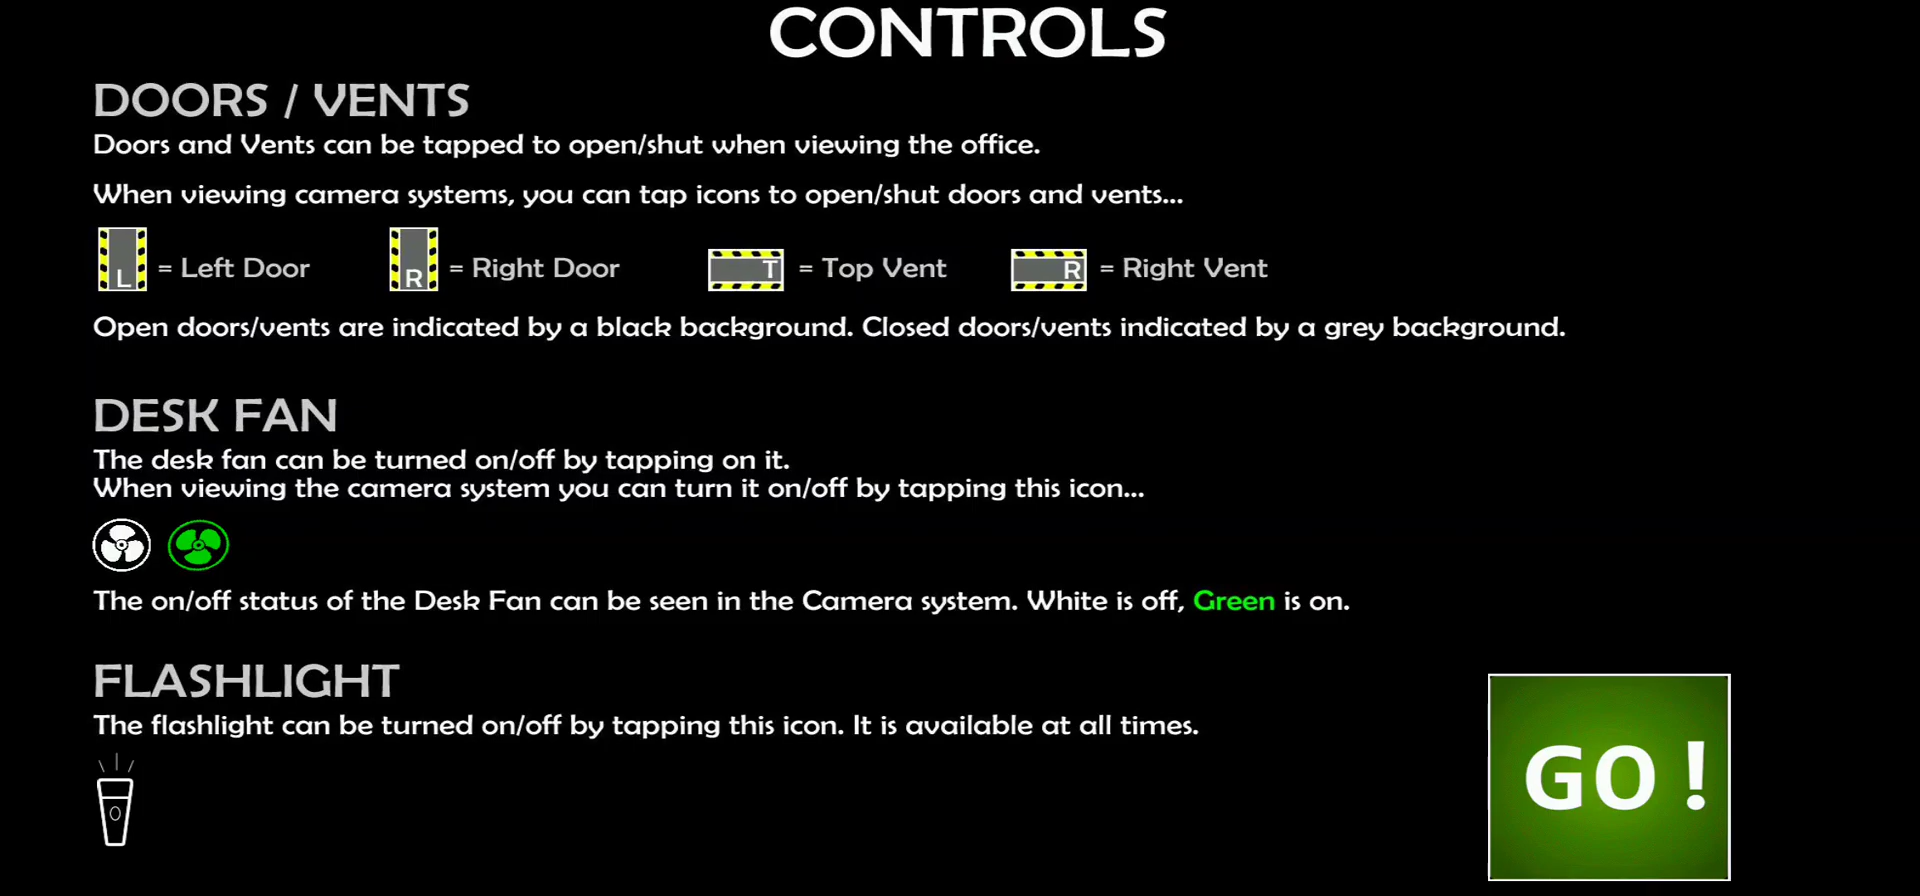 CONTROLS
DOORS / VENTS
Doors and Vents can be tapped to open/shut when viewing the office.
When viewing camera systems, you can tap icons to open/shut doors and vents...
L = Left Door R = Right Door T = Top Vent R = Right Vent
Open doors/vents are indicated by a black background. Closed doors/vents indicated by a grey background.
DESK FAN
The desk fan can be turned on/off by tapping on it.
When viewing the camera system you can turn it on/off by tapping this icon...
The on/off status of the Desk Fan can be seen in the Camera system. White is off, Green is on.
FLASHLIGHT
The flashlight can be turned on/off by tapping this icon. It is available at all times.
GO!